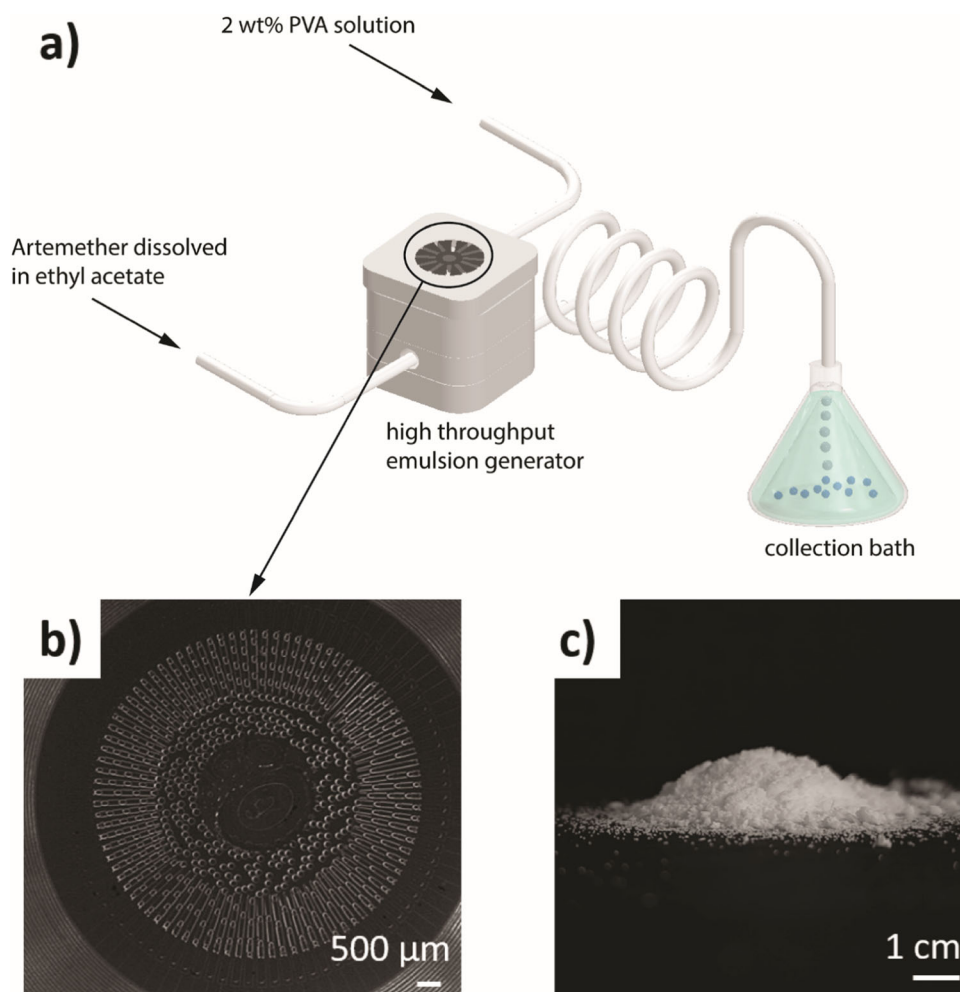 a)
2 wt% PVA solution
Artemether dissolved
in ethyl acetate
high throughput
emulsion generator
collection bath
b)
500 µm
c)
1 cm